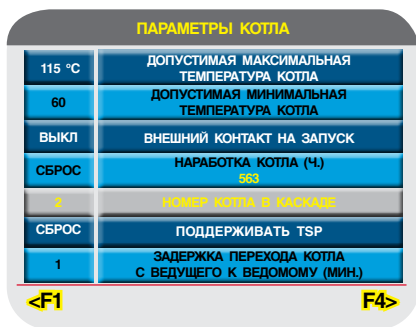 ПАРАМЕТРЫ КОТЛА
115 °C ДОПУСТИМАЯ МАКСИМАЛЬНАЯ
ТЕМПЕРАТУРА КОТЛА
60 ДОПУСТИМАЯ МИНИМАЛЬНАЯ
ТЕМПЕРАТУРА КОТЛА
ВЫКЛ ВНЕШНИЙ КОНТАКТ НА ЗАПУСК
СБРОС НАРАБОТКА КОТЛА (Ч.)
563
2 НОМЕР КОТЛА В КАСКАДЕ
СБРОС ПОДДЕРЖИВАТЬ TSP
1 ЗАДЕРЖКА ПЕРЕХОДА КОТЛА
С ВЕДУЩЕГО К ВЕДОМОМУ (МИН.)
<F1 F4>